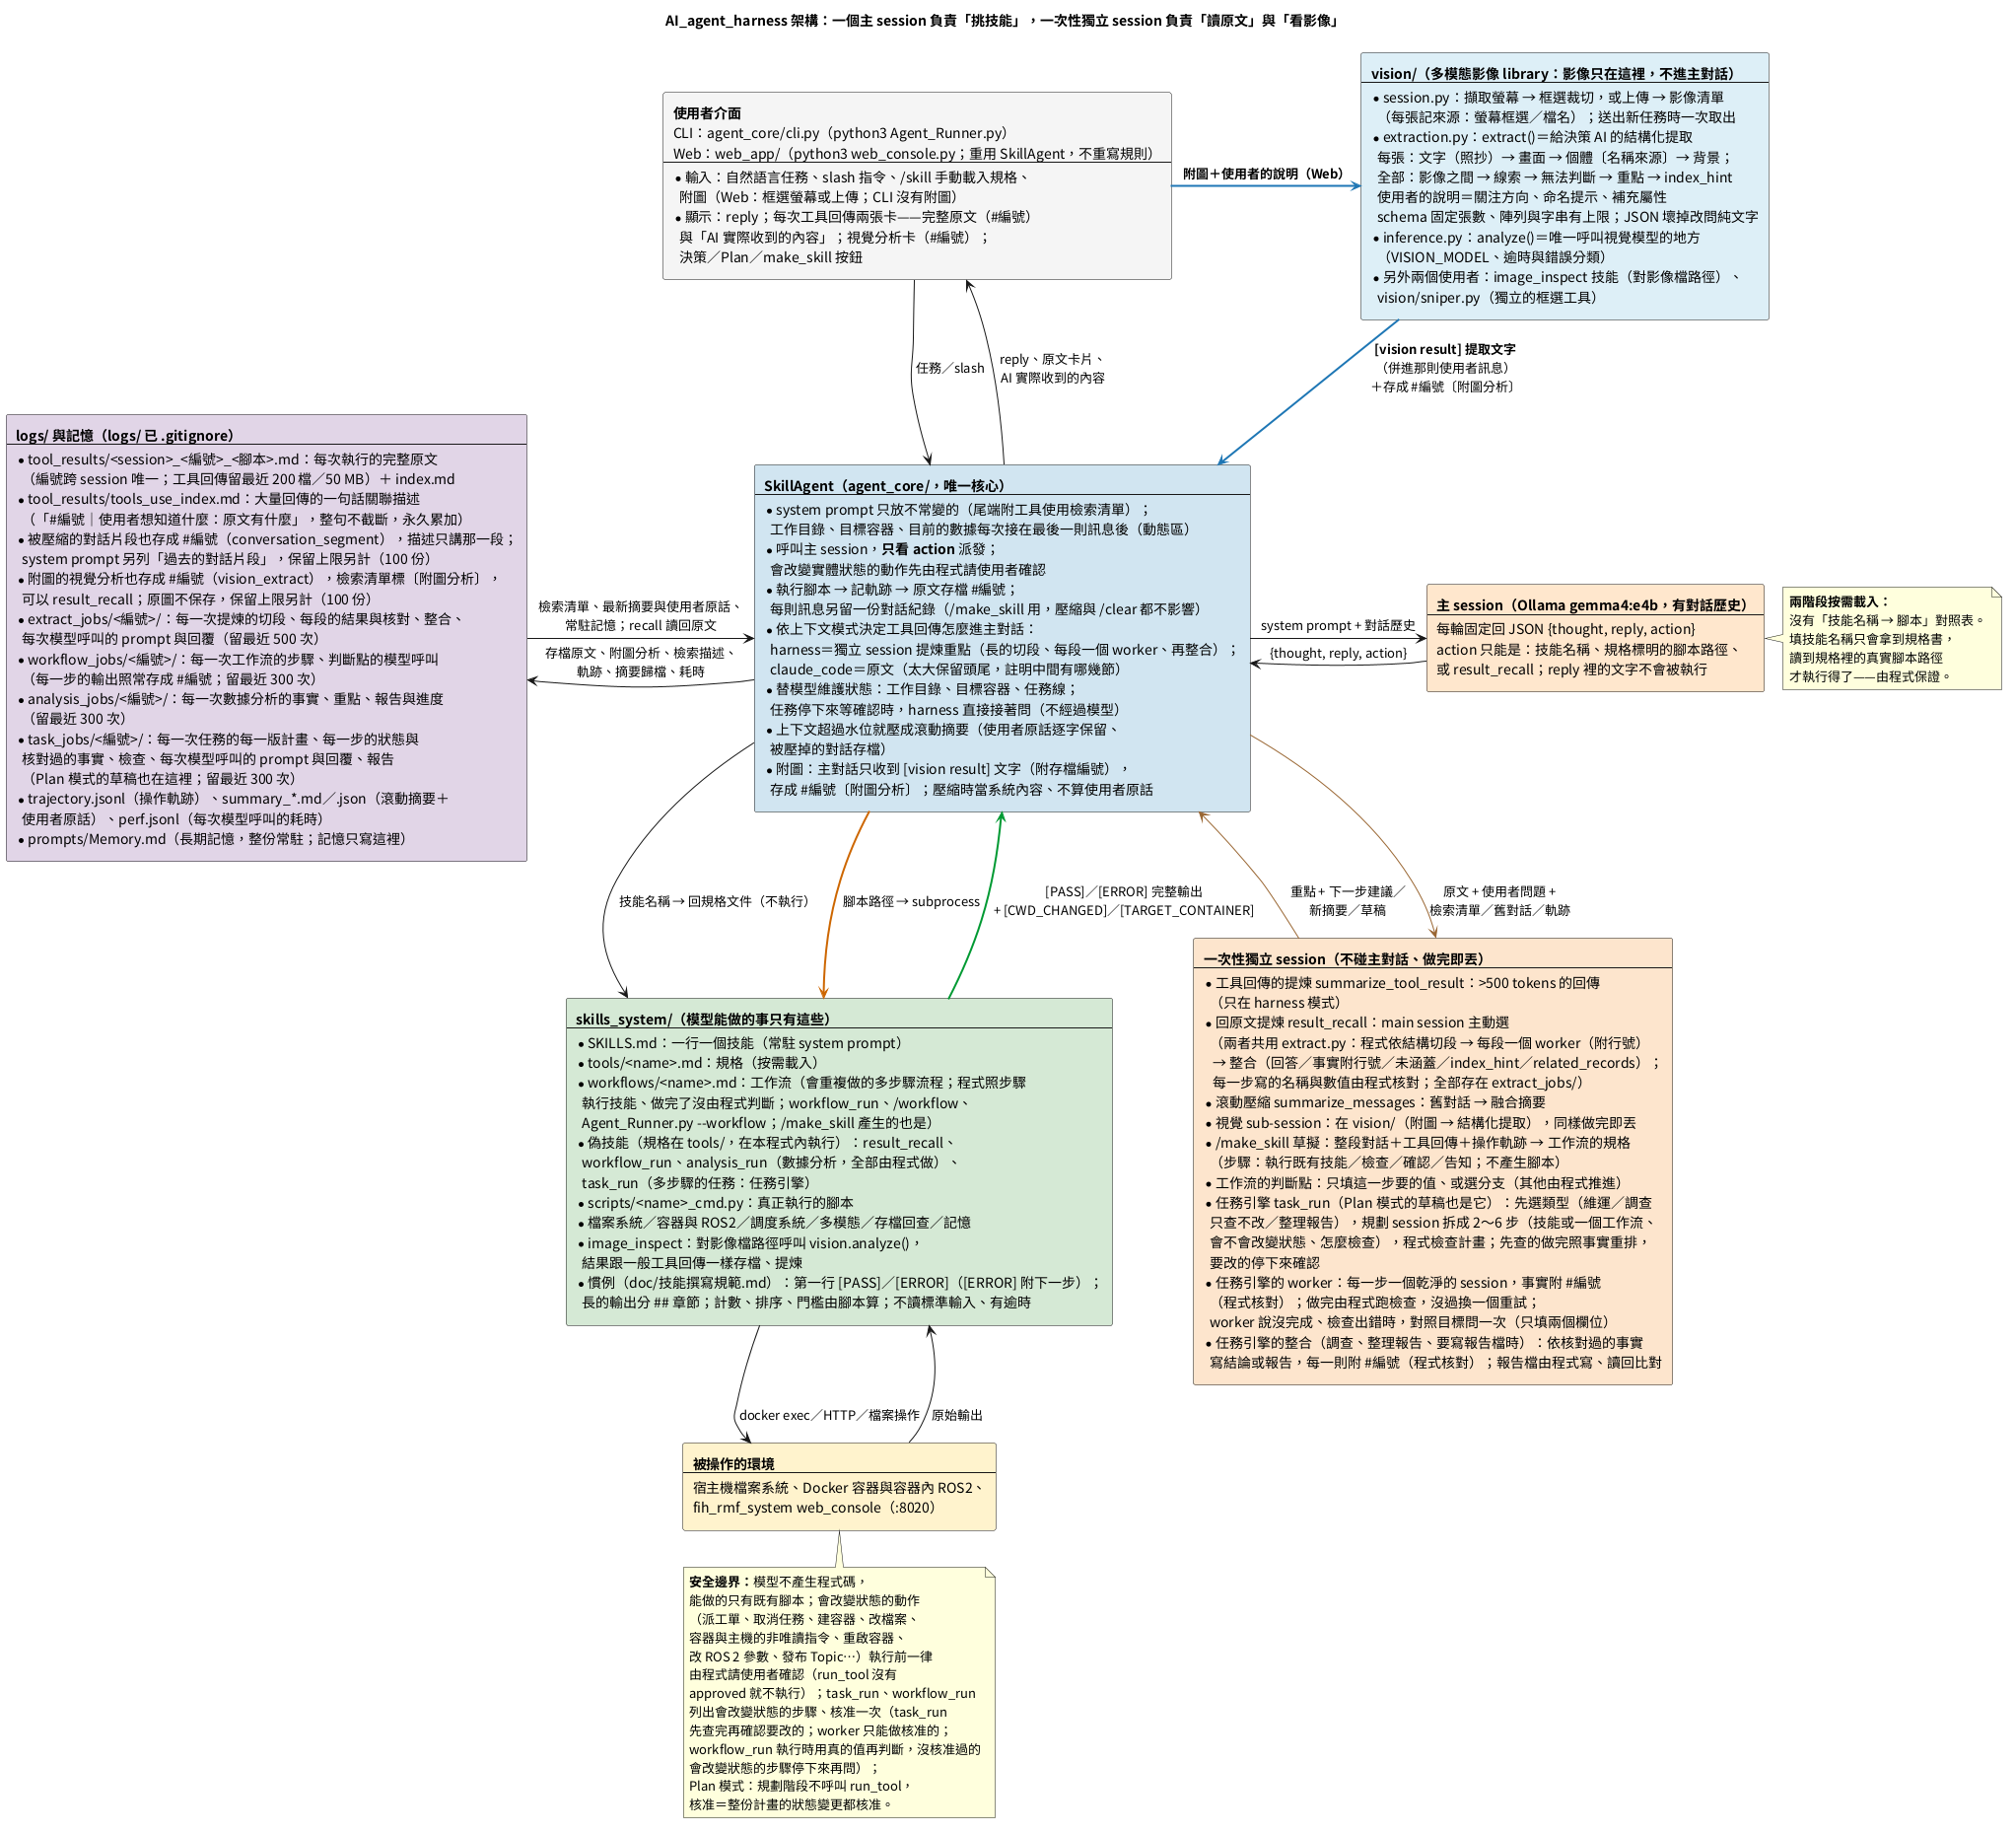 AI_agent_harness 架構：一個主 session 負責「挑技能」，一次性獨立 session 負責「讀原文」與「看影像」
vision/（多模態影像 library：影像只在這裡，不進主對話）
• session.py：擷取螢幕 → 框選裁切，或上傳 → 影像清單
（每張記來源：螢幕框選／檔名）；送出新任務時一次取出
• extraction.py：extract()＝給決策 AI 的結構化提取
每張：文字（照抄）→ 畫面 → 個體〔名稱來源〕→ 背景；
全部：影像之間 → 線索 → 無法判斷 → 重點 → index_hint
使用者的說明＝關注方向、命名提示、補充屬性
schema 固定張數、陣列與字串有上限；JSON 壞掉改問純文字
• inference.py：analyze()＝唯一呼叫視覺模型的地方
（VISION_MODEL、逾時與錯誤分類）
• 另外兩個使用者：image_inspect 技能（對影像檔路徑）、
vision/sniper.py（獨立的框選工具）
使用者介面
CLI：agent_core/cli.py（python3 Agent_Runner.py）
Web：web_app/（python3 web_console.py；重用 SkillAgent，不重寫規則）
• 輸入：自然語言任務、slash 指令、/skill 手動載入規格、
附圖（Web：框選螢幕或上傳；CLI 沒有附圖）
• 顯示：reply；每次工具回傳兩張卡——完整原文（#編號）
與「AI 實際收到的內容」；視覺分析卡（#編號）；
決策／Plan／make_skill 按鈕
附圖＋使用者的說明（Web）
任務／slash
reply、原文卡片、
AI 實際收到的內容
[vision result] 提取文字
（併進那則使用者訊息）
＋存成 #編號〔附圖分析〕
logs/ 與記憶（logs/ 已 .gitignore）
• tool_results/<session>_<編號>_<腳本>.md：每次執行的完整原文
（編號跨 session 唯一；工具回傳留最近 200 檔／50 MB）＋ index.md
• tool_results/tools_use_index.md：大量回傳的一句話關聯描述
（「#編號｜使用者想知道什麼：原文有什麼」，整句不截斷，永久累加）
• 被壓縮的對話片段也存成 #編號（conversation_segment），描述只講那一段；
system prompt 另列「過去的對話片段」，保留上限另計（100 份）
• 附圖的視覺分析也存成 #編號（vision_extract），檢索清單標〔附圖分析〕，
可以 result_recall；原圖不保存，保留上限另計（100 份）
• extract_jobs/<編號>/：每一次提煉的切段、每段的結果與核對、整合、
每次模型呼叫的 prompt 與回覆（留最近 500 次）
• workflow_jobs/<編號>/：每一次工作流的步驟、判斷點的模型呼叫
（每一步的輸出照常存成 #編號；留最近 300 次）
• analysis_jobs/<編號>/：每一次數據分析的事實、重點、報告與進度
（留最近 300 次）
• task_jobs/<編號>/：每一次任務的每一版計畫、每一步的狀態與
核對過的事實、檢查、每次模型呼叫的 prompt 與回覆、報告
（Plan 模式的草稿也在這裡；留最近 300 次）
• trajectory.jsonl（操作軌跡）、summary_*.md／.json（滾動摘要＋
使用者原話）、perf.jsonl（每次模型呼叫的耗時）
• prompts/Memory.md（長期記憶，整份常駐；記憶只寫這裡）
檢索清單、最新摘要與使用者原話、
常駐記憶；recall 讀回原文
存檔原文、附圖分析、檢索描述、
軌跡、摘要歸檔、耗時
SkillAgent（agent_core/，唯一核心）
• system prompt 只放不常變的（尾端附工具使用檢索清單）；
工作目錄、目標容器、目前的數據每次接在最後一則訊息後（動態區）
• 呼叫主 session，只看 action 派發；
會改變實體狀態的動作先由程式請使用者確認
• 執行腳本 → 記軌跡 → 原文存檔 #編號；
每則訊息另留一份對話紀錄（/make_skill 用，壓縮與 /clear 都不影響）
• 依上下文模式決定工具回傳怎麼進主對話：
harness＝獨立 session 提煉重點（長的切段、每段一個 worker、再整合）；
claude_code＝原文（太大保留頭尾，註明中間有哪幾節）
• 替模型維護狀態：工作目錄、目標容器、任務線；
任務停下來等確認時，harness 直接接著問（不經過模型）
• 上下文超過水位就壓成滾動摘要（使用者原話逐字保留、
被壓掉的對話存檔）
• 附圖：主對話只收到 [vision result] 文字（附存檔編號），
存成 #編號〔附圖分析〕；壓縮時當系統內容、不算使用者原話
system prompt + 對話歷史
{thought, reply, action}
主 session（Ollama gemma4:e4b，有對話歷史）
每輪固定回 JSON {thought, reply, action}
action 只能是：技能名稱、規格標明的腳本路徑、
或 result_recall；reply 裡的文字不會被執行
兩階段按需載入：
沒有「技能名稱 → 腳本」對照表。
填技能名稱只會拿到規格書，
讀到規格裡的真實腳本路徑
才執行得了——由程式保證。
技能名稱 → 回規格文件（不執行）
腳本路徑 → subprocess
[PASS]／[ERROR] 完整輸出
+ [CWD_CHANGED]／[TARGET_CONTAINER]
重點 + 下一步建議／
新摘要／草稿
原文 + 使用者問題 +
檢索清單／舊對話／軌跡
skills_system/（模型能做的事只有這些）
• SKILLS.md：一行一個技能（常駐 system prompt）
• tools/<name>.md：規格（按需載入）
• workflows/<name>.md：工作流（會重複做的多步驟流程；程式照步驟
執行技能、做完了沒由程式判斷；workflow_run、/workflow、
Agent_Runner.py --workflow；/make_skill 產生的也是）
• 偽技能（規格在 tools/，在本程式內執行）：result_recall、
workflow_run、analysis_run（數據分析，全部由程式做）、
task_run（多步驟的任務：任務引擎）
• scripts/<name>_cmd.py：真正執行的腳本
• 檔案系統／容器與 ROS2／調度系統／多模態／存檔回查／記憶
• image_inspect：對影像檔路徑呼叫 vision.analyze()，
結果跟一般工具回傳一樣存檔、提煉
• 慣例（doc/技能撰寫規範.md）：第一行 [PASS]／[ERROR]（[ERROR] 附下一步）；
長的輸出分 ## 章節；計數、排序、門檻由腳本算；不讀標準輸入、有逾時
一次性獨立 session（不碰主對話、做完即丟）
• 工具回傳的提煉 summarize_tool_result：>500 tokens 的回傳
（只在 harness 模式）
• 回原文提煉 result_recall：main session 主動選
（兩者共用 extract.py：程式依結構切段 → 每段一個 worker（附行號）
→ 整合（回答／事實附行號／未涵蓋／index_hint／related_records）；
每一步寫的名稱與數值由程式核對；全部存在 extract_jobs/）
• 滾動壓縮 summarize_messages：舊對話 → 融合摘要
• 視覺 sub-session：在 vision/（附圖 → 結構化提取），同樣做完即丟
• /make_skill 草擬：整段對話＋工具回傳＋操作軌跡 → 工作流的規格
（步驟：執行既有技能／檢查／確認／告知；不產生腳本）
• 工作流的判斷點：只填這一步要的值、或選分支（其他由程式推進）
• 任務引擎 task_run（Plan 模式的草稿也是它）：先選類型（維運／調查
只查不改／整理報告），規劃 session 拆成 2～6 步（技能或一個工作流、
會不會改變狀態、怎麼檢查），程式檢查計畫；先查的做完照事實重排，
要改的停下來確認
• 任務引擎的 worker：每一步一個乾淨的 session，事實附 #編號
（程式核對）；做完由程式跑檢查，沒過換一個重試；
worker 說沒完成、檢查出錯時，對照目標問一次（只填兩個欄位）
• 任務引擎的整合（調查、整理報告、要寫報告檔時）：依核對過的事實
寫結論或報告，每一則附 #編號（程式核對）；報告檔由程式寫、讀回比對
docker exec／HTTP／檔案操作
原始輸出
被操作的環境
宿主機檔案系統、Docker 容器與容器內 ROS2、
fih_rmf_system web_console（:8020）
安全邊界：模型不產生程式碼，
能做的只有既有腳本；會改變狀態的動作
（派工單、取消任務、建容器、改檔案、
容器與主機的非唯讀指令、重啟容器、
改 ROS 2 參數、發布 Topic…）執行前一律
由程式請使用者確認（run_tool 沒有
approved 就不執行）；task_run、workflow_run
列出會改變狀態的步驟、核准一次（task_run
先查完再確認要改的；worker 只能做核准的；
workflow_run 執行時用真的值再判斷，沒核准過的
會改變狀態的步驟停下來再問）；
Plan 模式：規劃階段不呼叫 run_tool，
核准＝整份計畫的狀態變更都核准。